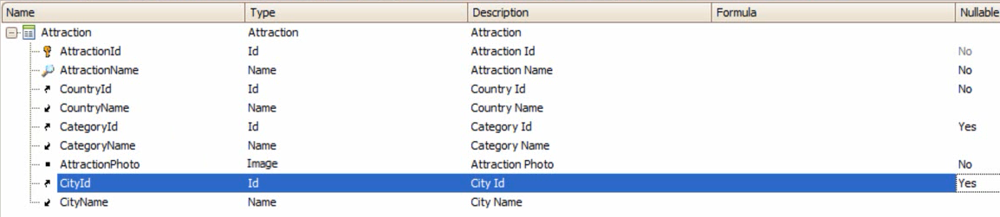 Name Type Description Formula Nullable
Attraction Attraction Attraction
AttractionId Id Attraction Id No
AttractionName Name Attraction Name No
CountryId Id Country Id No
CountryName Name Country Name
CategoryId Id Category Id Yes
CategoryName Name Category Name
AttractionPhoto Image Attraction Photo No
CityId Id City Id Yes
CityName Name City Name